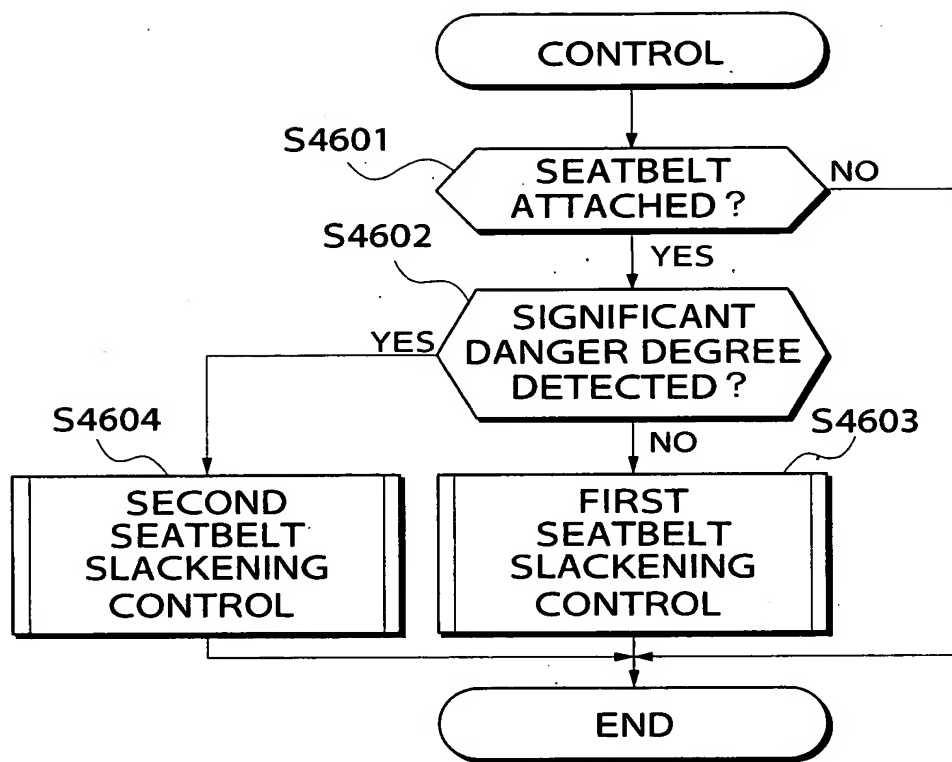 CONTROL
S4601
SEATBELT
ATTACHED?
NO
S4602
YES
SIGNIFICANT
DANGER DEGREE
DETECTED?
YES
S4604
NO
S4603
SECOND
SEATBELT
SLACKENING
CONTROL
FIRST
SEATBELT
SLACKENING
CONTROL
END